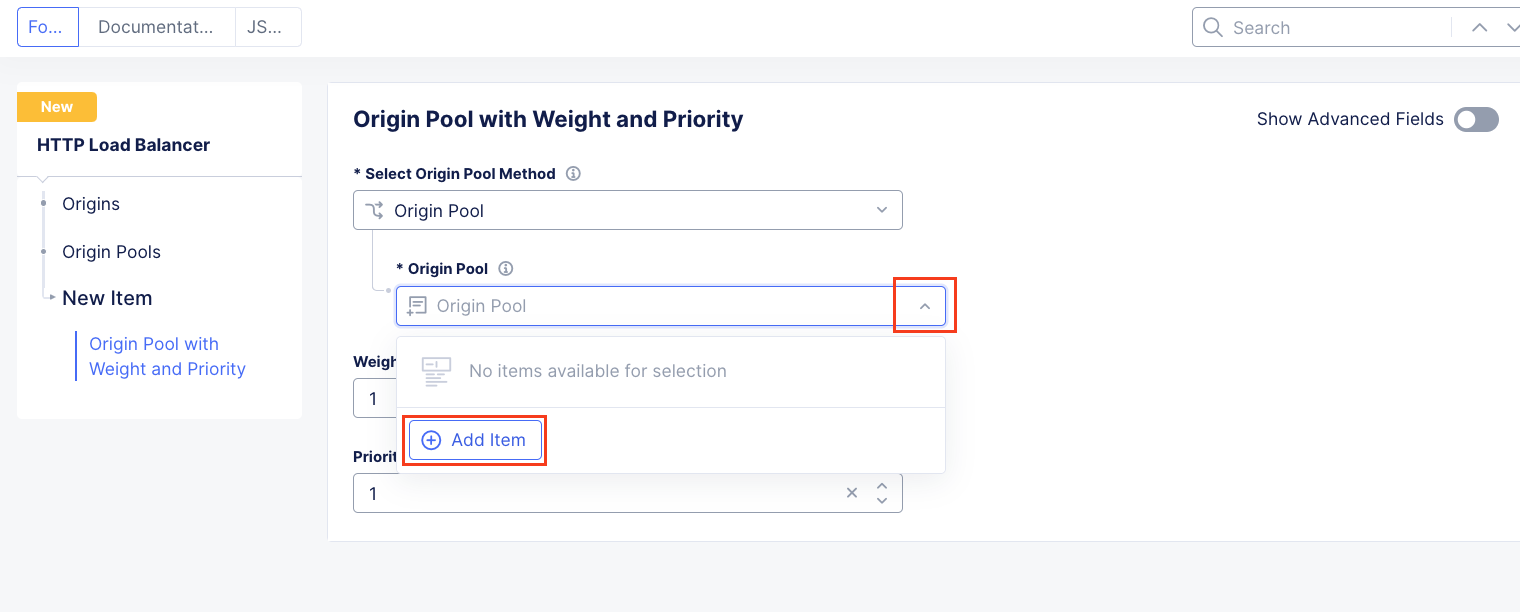 Fo...
Documentat...
JS...
Search
New
HTTP Load Balancer
Origins
Origin Pools
New Item
Origin Pool with
Weight and Priority
Origin Pool with Weight and Priority
Show Advanced Fields
* Select Origin Pool Method
Origin Pool
* Origin Pool
Origin Pool
No items available for selection
Add Item
Weigh
1
Priorit
1